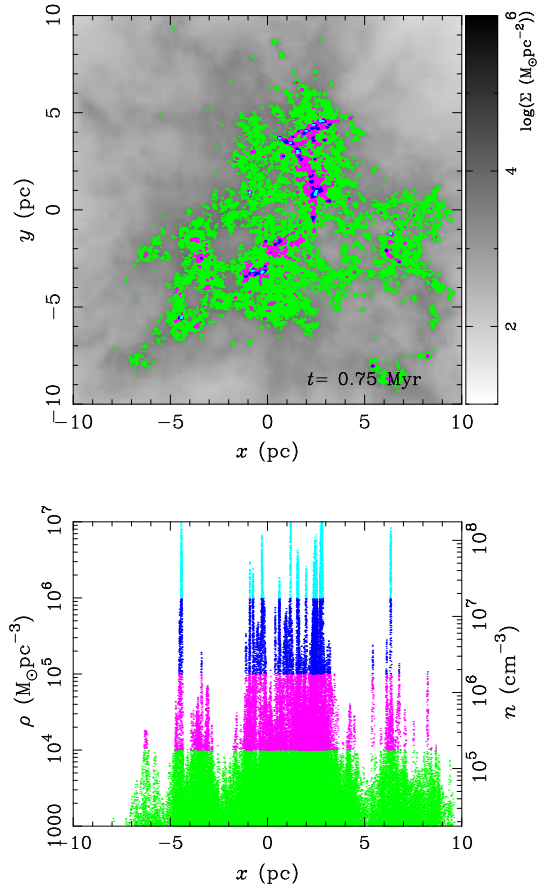 10
5
0
−5
−10
y (pc)
−10 −5 0 5 10
x (pc)
t= 0.75 Myr
6
4
2
log(Σ (M⊙pc⁻²))
10⁷
10⁶
10⁵
10⁴
1000
ρ (M⊙pc⁻³)
10⁸
10⁷
10⁶
10⁵
n (cm⁻³)
−10 −5 0 5 10
x (pc)